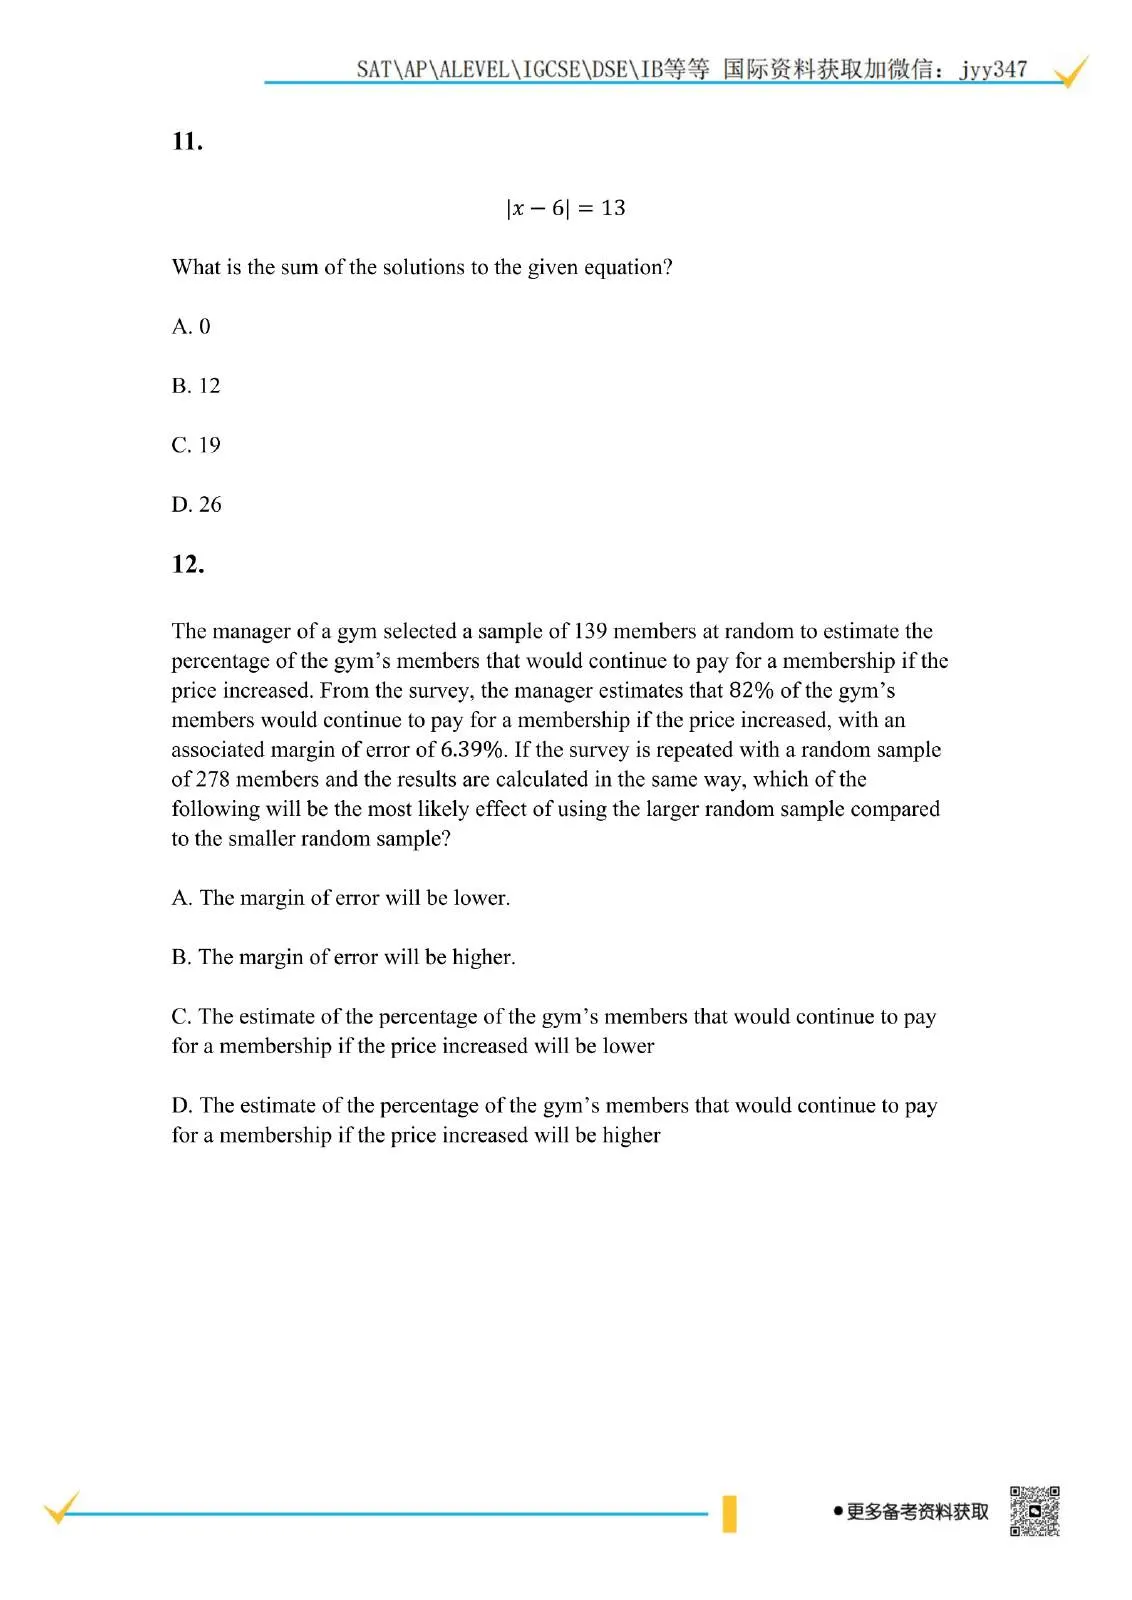 SAT\AP\ALEVEL\IGCSE\DSE\IB等等 国际资料获取加微信：jyy347
11.
|x − 6| = 13
What is the sum of the solutions to the given equation?
A. 0
B. 12
C. 19
D. 26
12.
The manager of a gym selected a sample of 139 members at random to estimate the
percentage of the gym’s members that would continue to pay for a membership if the
price increased. From the survey, the manager estimates that 82% of the gym’s
members would continue to pay for a membership if the price increased, with an
associated margin of error of 6.39%. If the survey is repeated with a random sample
of 278 members and the results are calculated in the same way, which of the
following will be the most likely effect of using the larger random sample compared
to the smaller random sample?
A. The margin of error will be lower.
B. The margin of error will be higher.
C. The estimate of the percentage of the gym’s members that would continue to pay
for a membership if the price increased will be lower
D. The estimate of the percentage of the gym’s members that would continue to pay
for a membership if the price increased will be higher
●更多备考资料获取